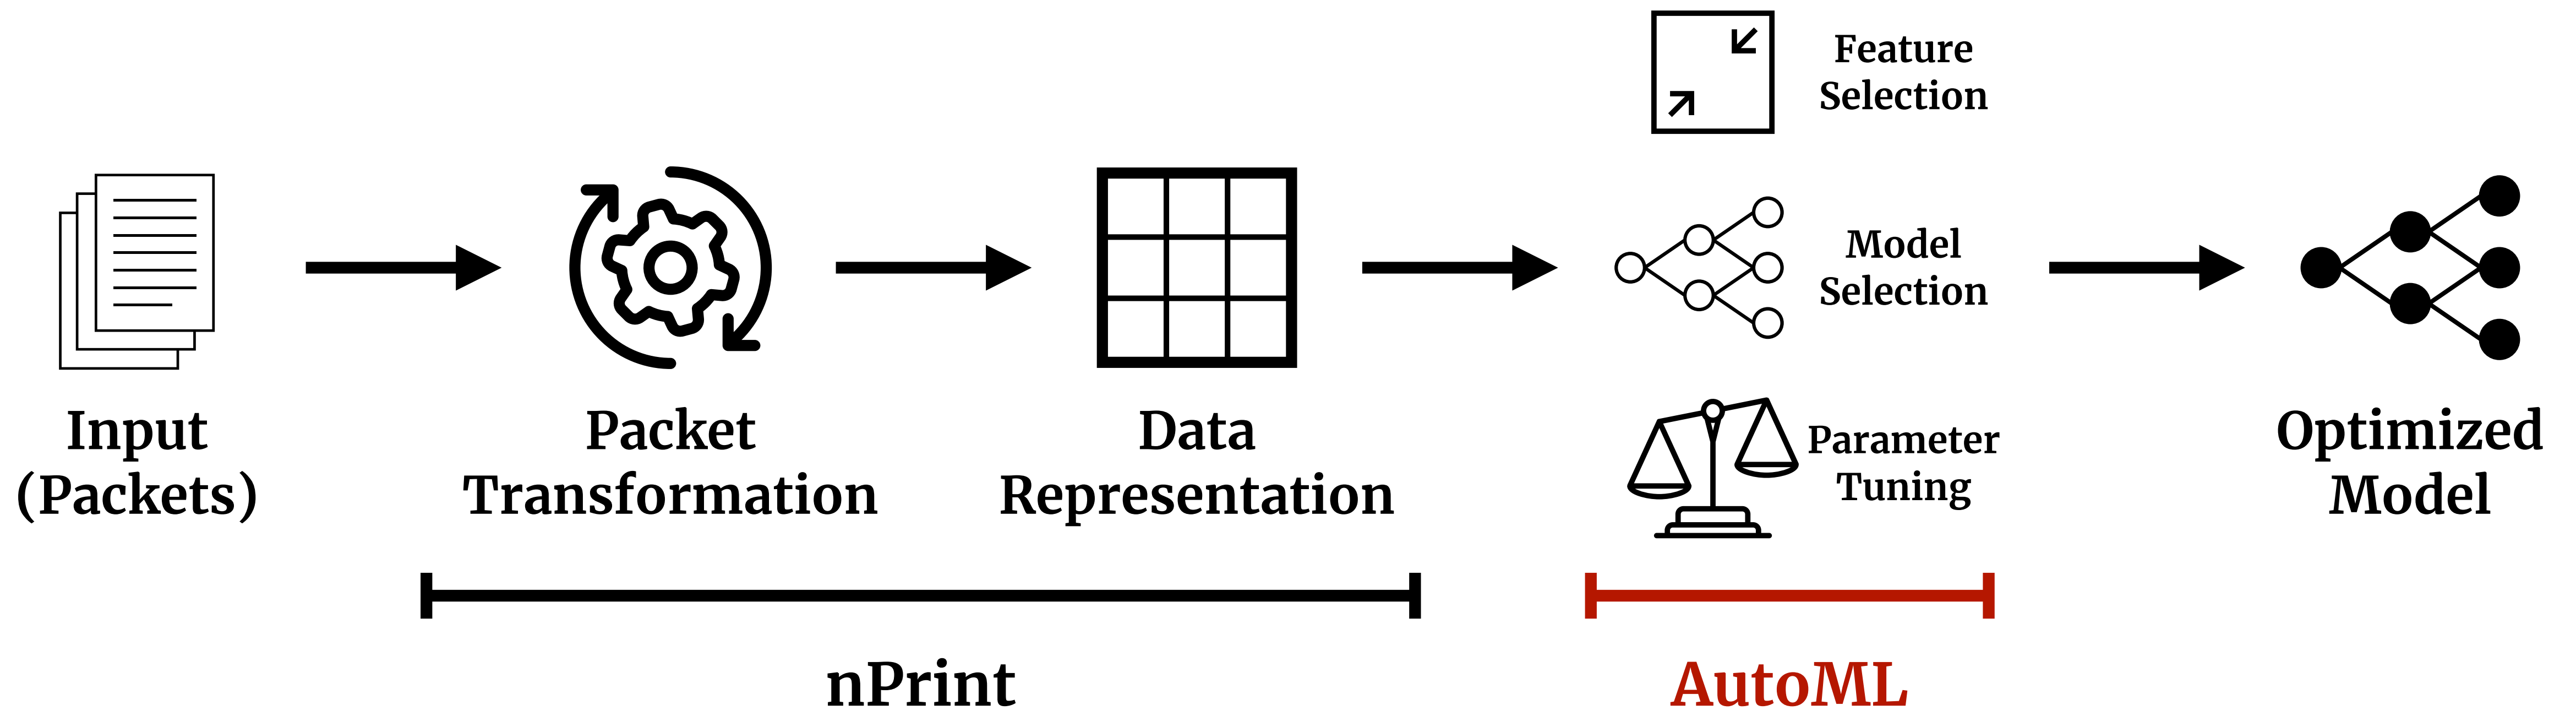 Input
(Packets)
Packet
Transformation
Data
Representation
Feature
Selection
Model
Selection
Parameter
Tuning
Optimized
Model
nPrint
AutoML